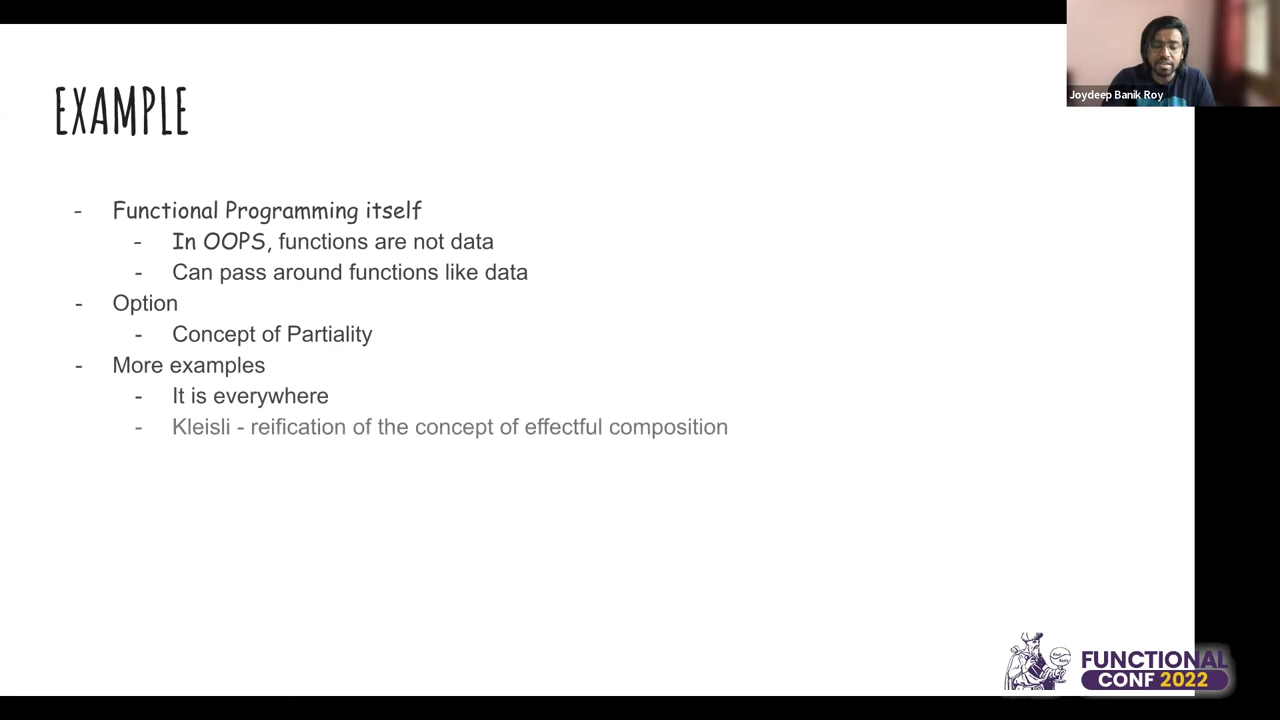 EXAMPLE
- Functional Programming itself
- In OOPS, functions are not data
- Can pass around functions like data
- Option
- Concept of Partiality
- More examples
- It is everywhere
- Kleisli - reification of the concept of effectful composition
Joydeep Banik Roy
FUNCTIONAL
CONF 2022